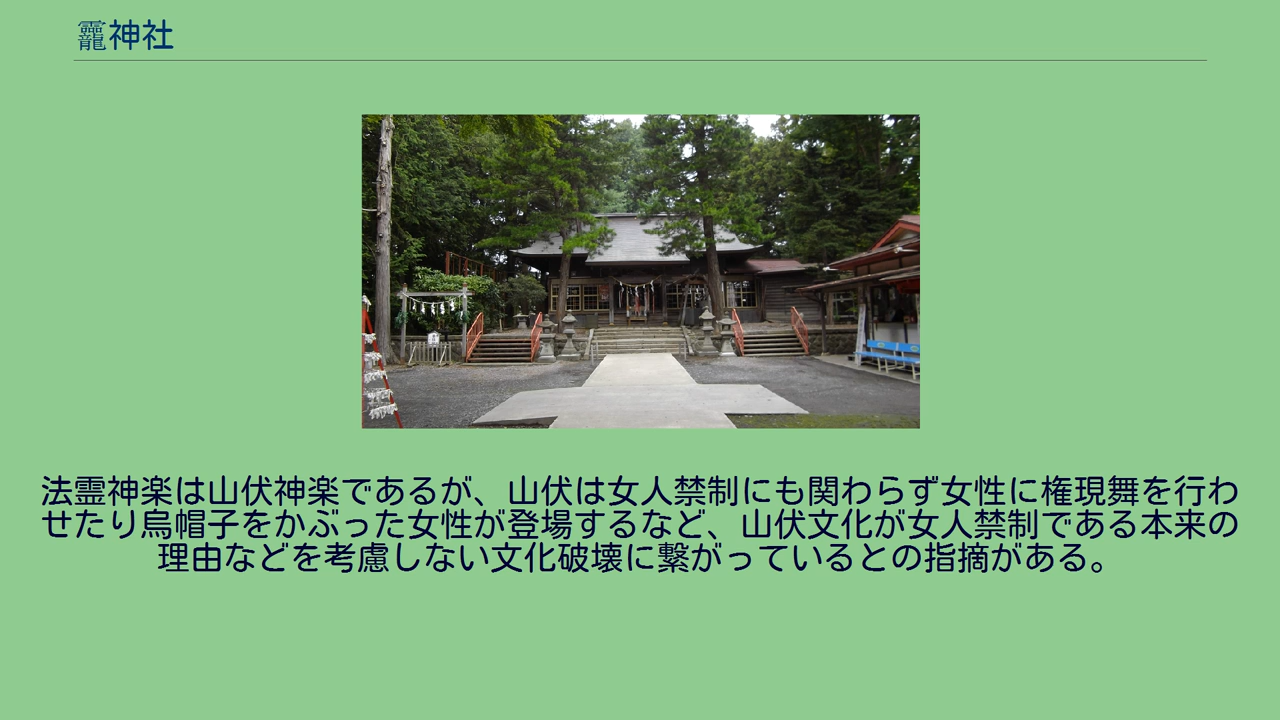 龗神社
法霊神楽は山伏神楽であるが、山伏は女人禁制にも関わらず女性に権現舞を行わ
せたり烏帽子をかぶった女性が登場するなど、山伏文化が女人禁制である本来の
理由などを考慮しない文化破壊に繋がっているとの指摘がある。